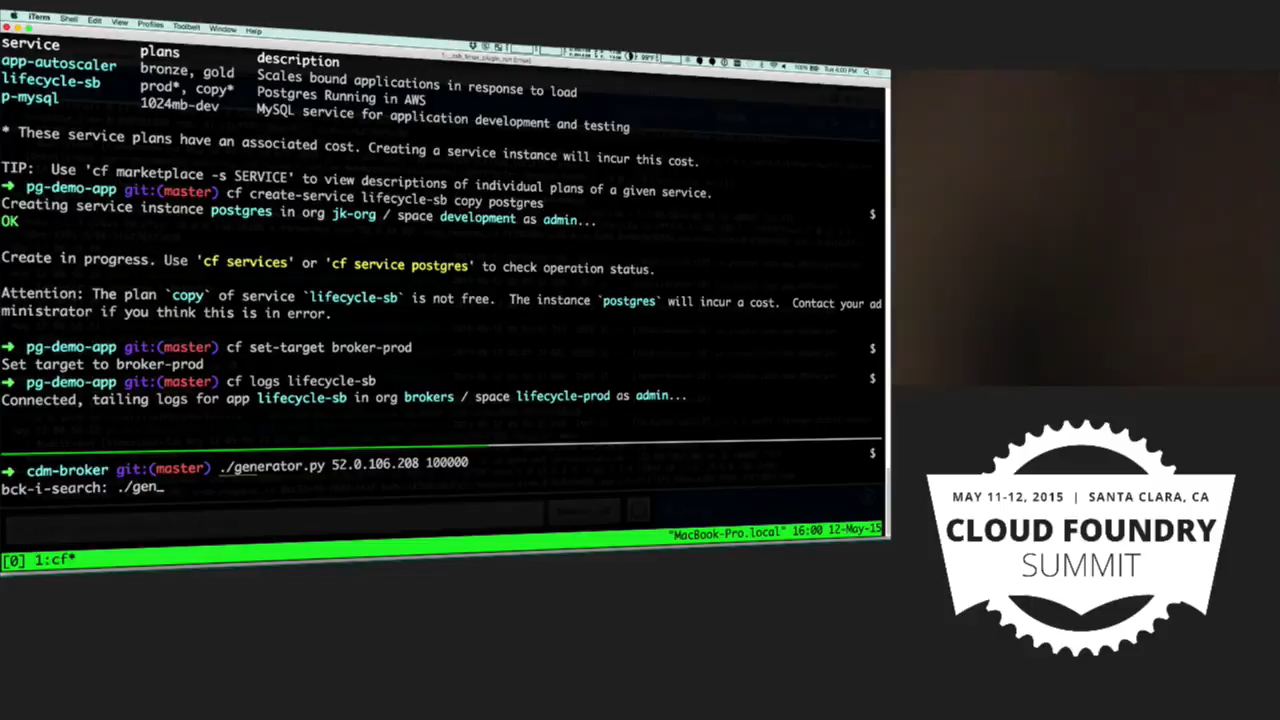 iTerm Shell Edit View Profiles Toolbelt Window Help
service plans description
app-autoscaler bronze, gold Scales bound applications in response to load
lifecycle-sb prod*, copy* Postgres Running in AWS
p-mysql 1024mb-dev MySQL service for application development and testing
* These service plans have an associated cost. Creating a service instance will incur this cost.
TIP: Use 'cf marketplace -s SERVICE' to view descriptions of individual plans of a given service.
➜ pg-demo-app git:(master) cf create-service lifecycle-sb copy postgres $
Creating service instance postgres in org jk-org / space development as admin...
OK
Create in progress. Use 'cf services' or 'cf service postgres' to check operation status.
Attention: The plan `copy` of service `lifecycle-sb` is not free. The instance `postgres` will incur a cost. Contact your ad
ministrator if you think this is in error.
➜ pg-demo-app git:(master) cf set-target broker-prod $
Set target to broker-prod
➜ pg-demo-app git:(master) cf logs lifecycle-sb $
Connected, tailing logs for app lifecycle-sb in org brokers / space lifecycle-prod as admin...
➜ cdm-broker git:(master) ./generator.py 52.0.106.208 100000 $
bck-i-search: ./gen_
[0] 1:cf* "MacBook-Pro.local" 16:00 12-May-15
MAY 11-12, 2015 | SANTA CLARA, CA
CLOUD FOUNDRY
SUMMIT